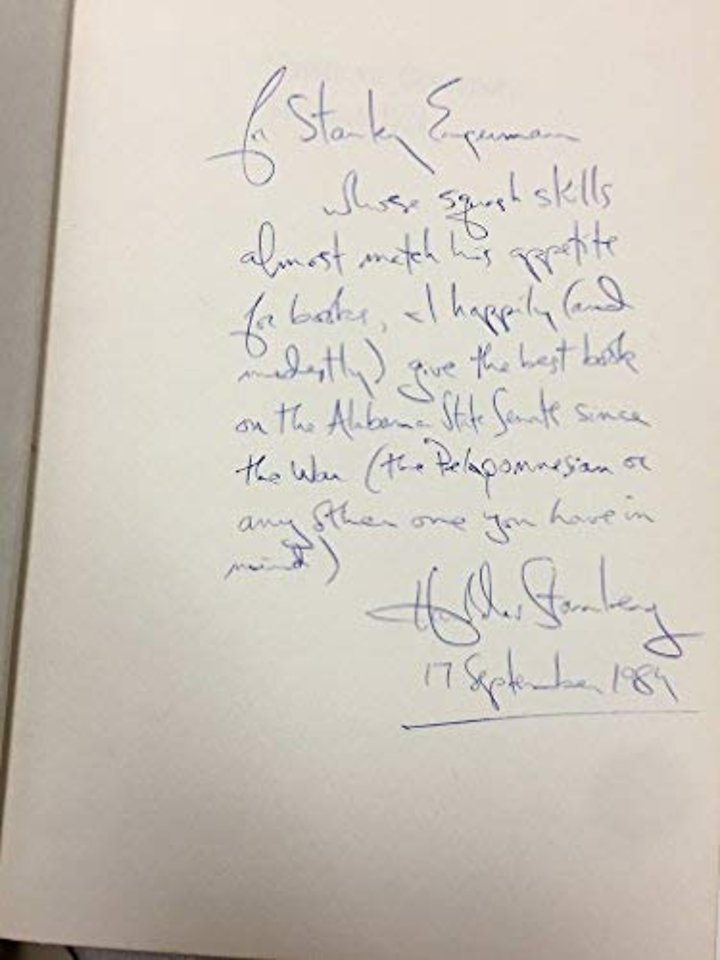 for Stanley Engerman
whose squash skills
almost match his appetite
for books, I happily (and
modestly) give the best book
on the Alabama State Senate since
the War (the Peloponnesian or
any other one you have in
mind)
17 September 1984